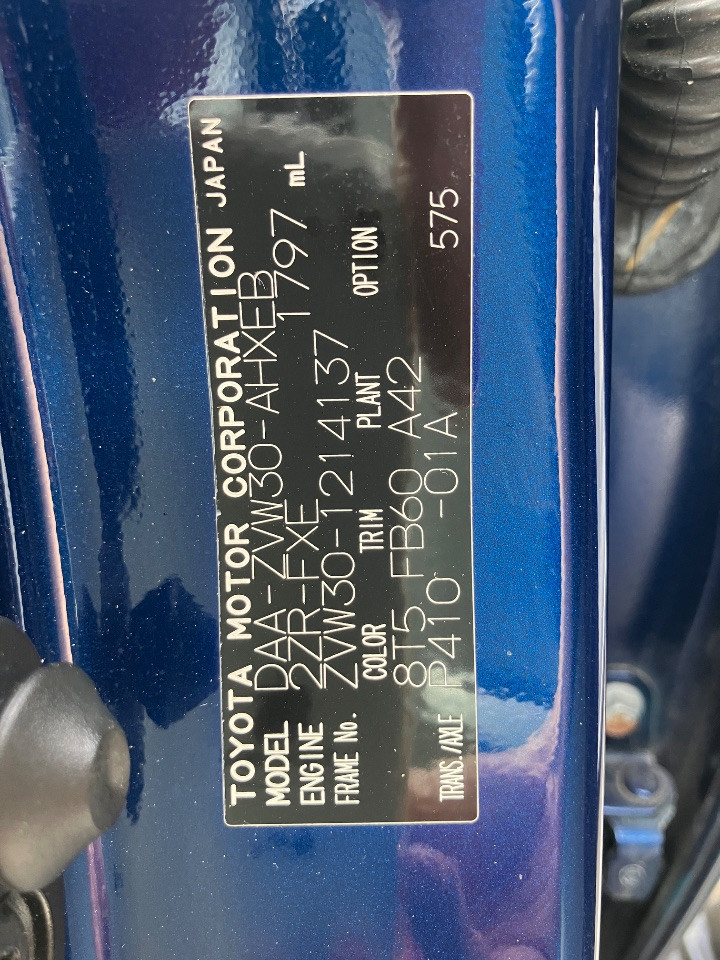 TOYOTA MOTOR CORPORATION JAPAN
MODEL DAA-ZVW30-AHXEB
ENGINE 2ZR-FXE 1797 mL
FRAME No. ZVW30-1214137
COLOR TRIM PLANT OPTION
8T5 FB60 A42
TRANS./AXLE P410 -01A 575